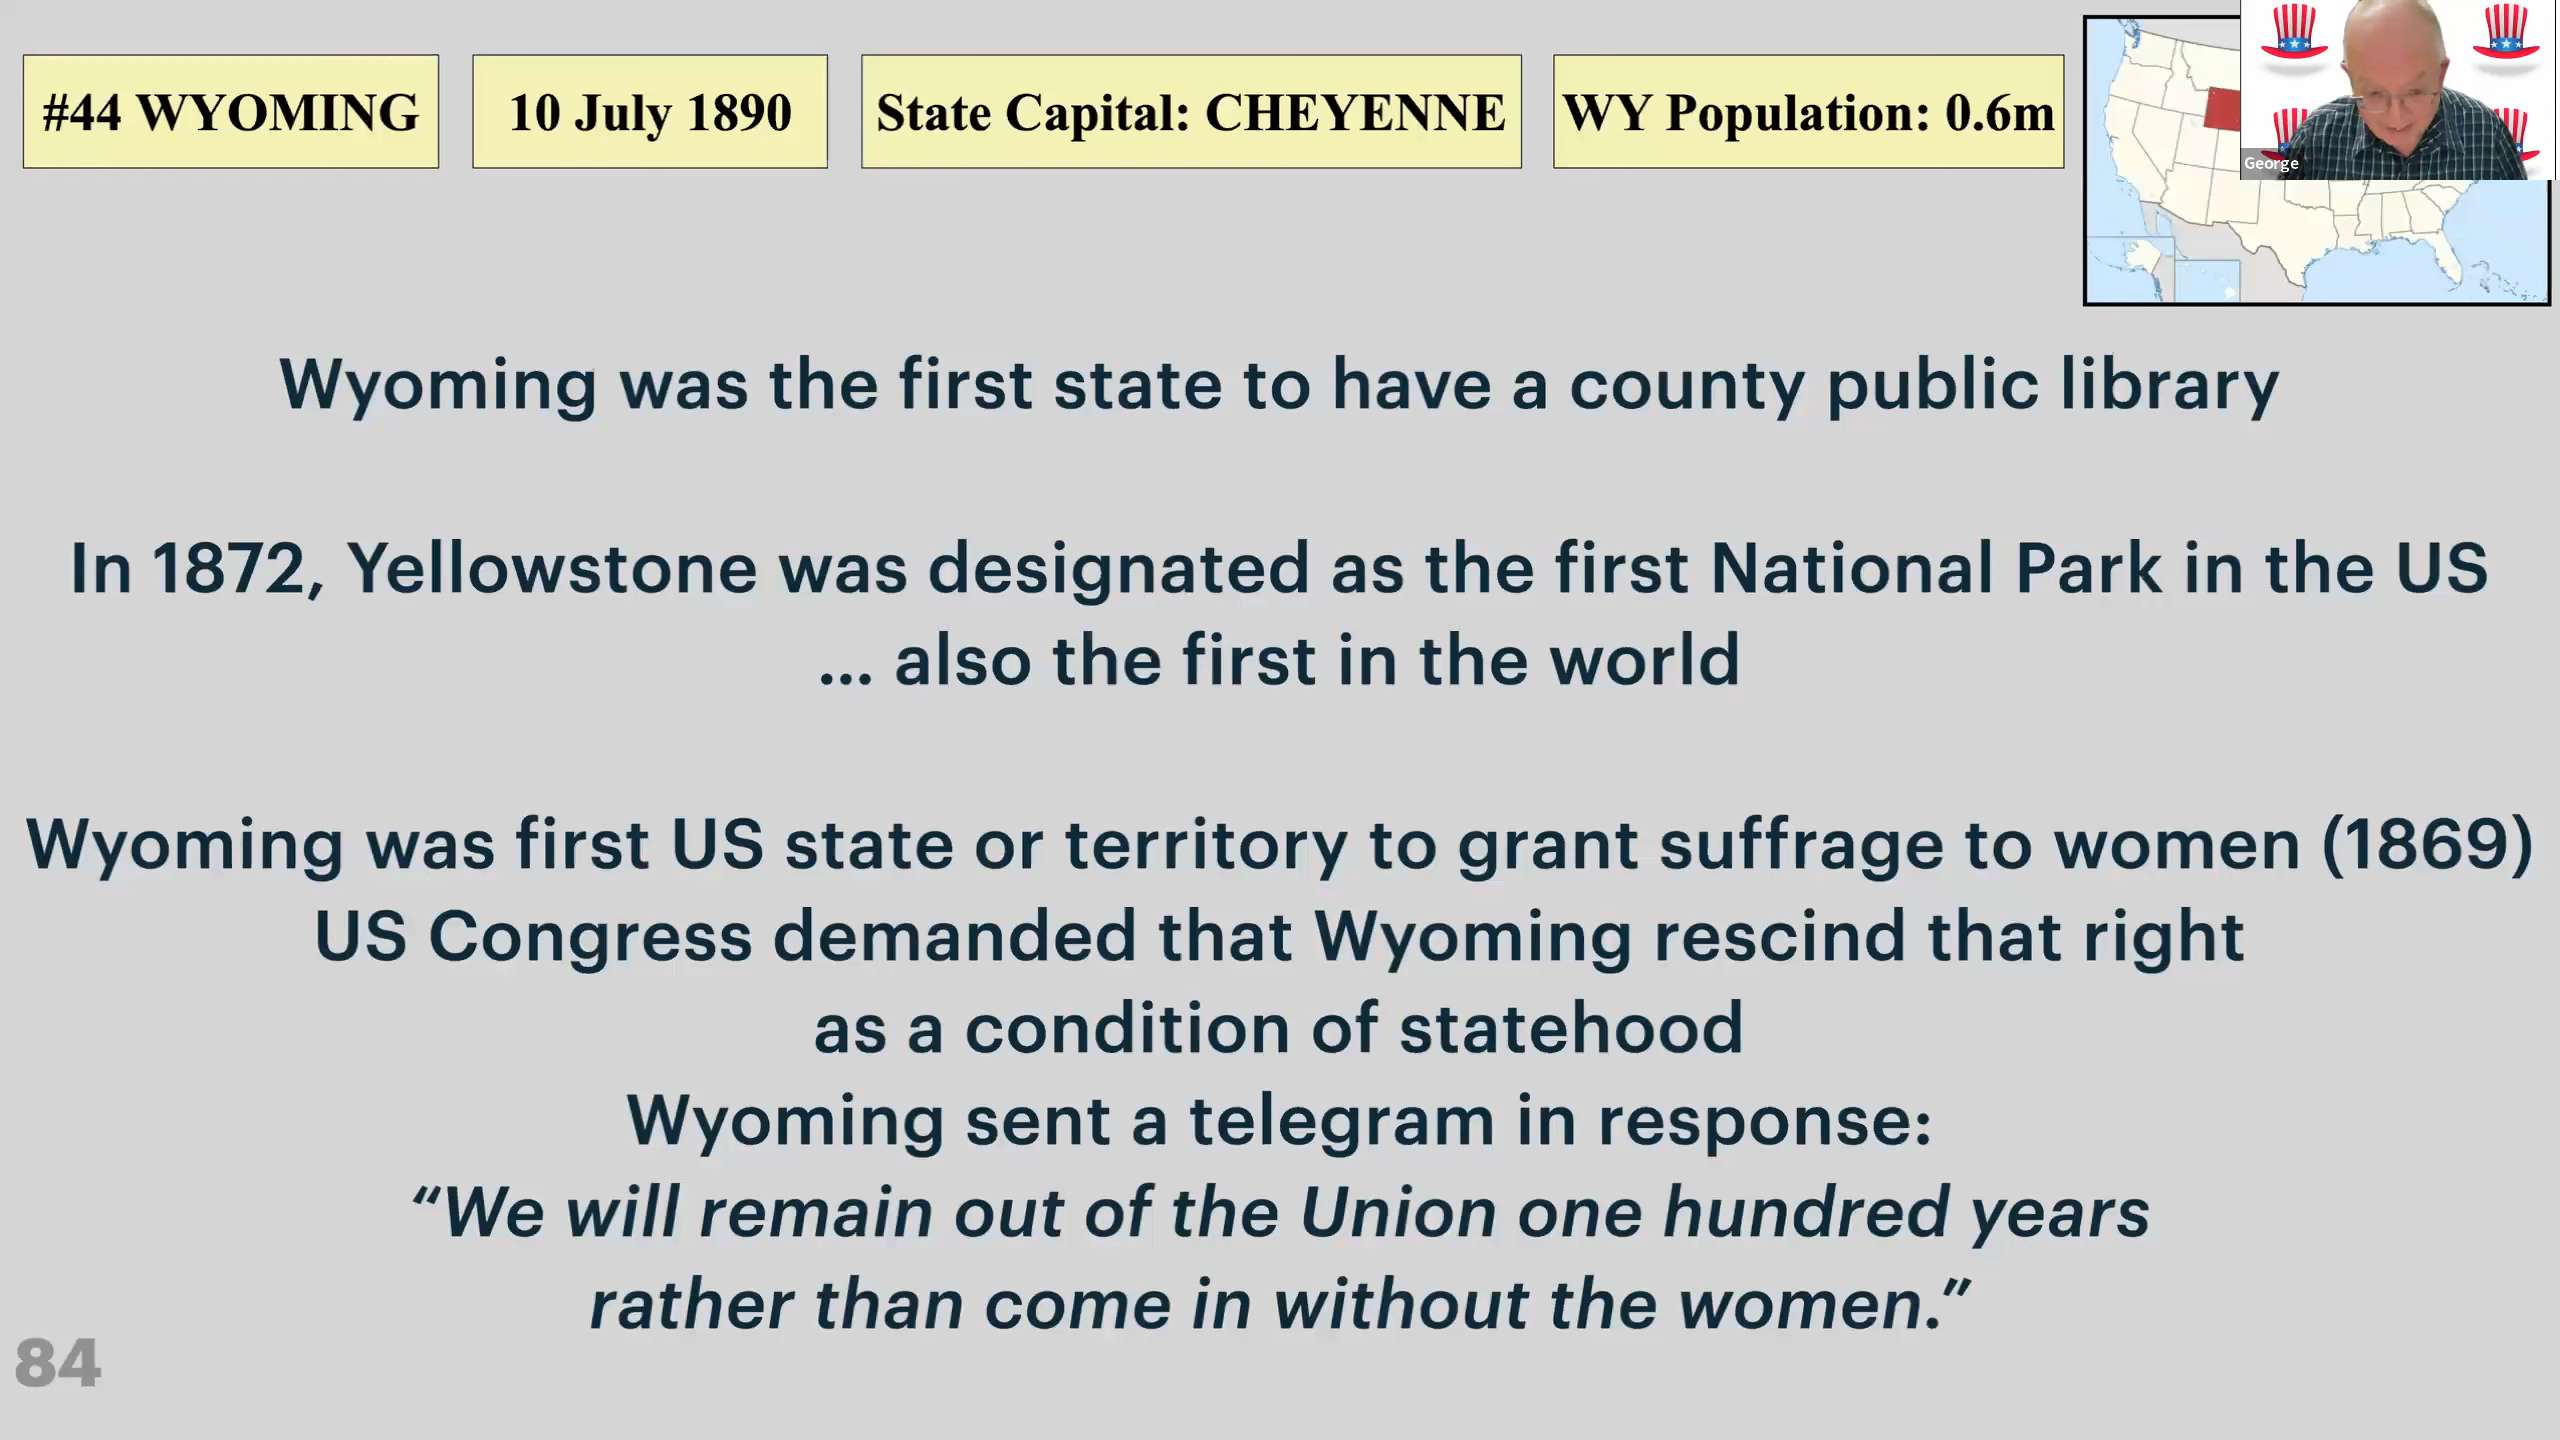 #44 WYOMING
10 July 1890
State Capital: CHEYENNE
WY Population: 0.6m
George
Wyoming was the first state to have a county public library
In 1872, Yellowstone was designated as the first National Park in the US
... also the first in the world
Wyoming was first US state or territory to grant suffrage to women (1869)
US Congress demanded that Wyoming rescind that right
as a condition of statehood
Wyoming sent a telegram in response:
“We will remain out of the Union one hundred years
rather than come in without the women.”
84